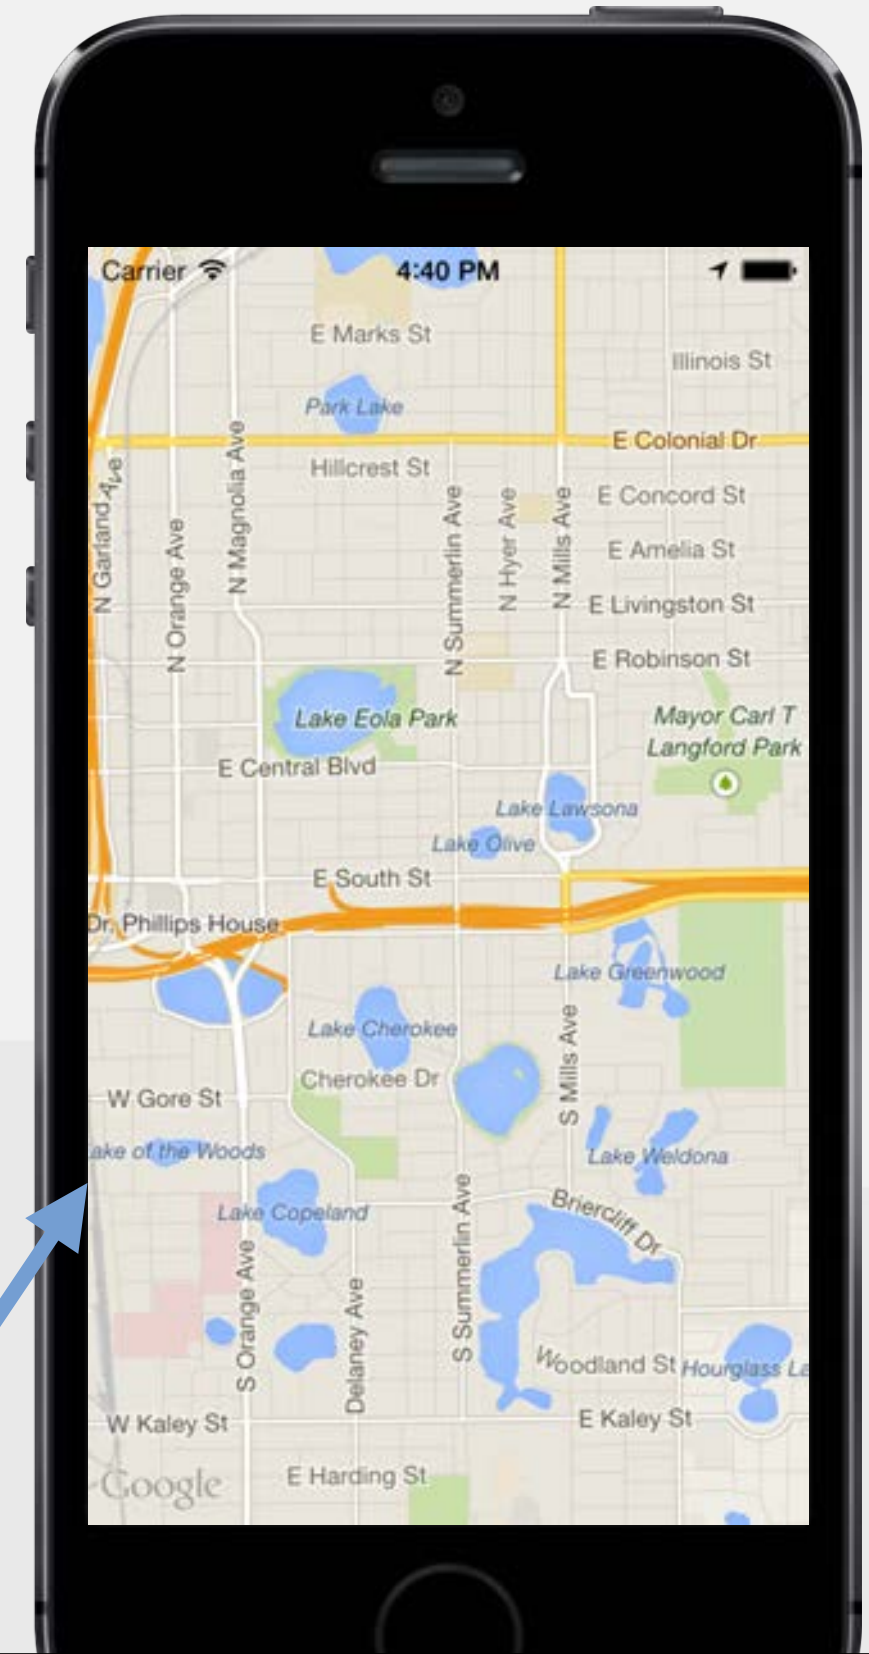 Carrier
4:40 PM
E Marks St
Illinois St
Park Lake
E Colonial Dr
Hillcrest St
N Garland Ave
N Orange Ave
N Magnolia Ave
N Summerlin Ave
N Hyer Ave
N Mills Ave
E Concord St
E Amelia St
E Livingston St
E Robinson St
Lake Eola Park
Mayor Carl T
Langford Park
E Central Blvd
Lake Lawsona
Lake Olive
E South St
Dr. Phillips House
Lake Greenwood
Lake Cherokee
Cherokee Dr
S Mills Ave
W Gore St
ake of the Woods
Lake Weldona
Lake Copeland
Briercliff Dr
S Orange Ave
Delaney Ave
S Summerlin Ave
Woodland St
Hourglass La
W Kaley St
E Kaley St
Google
E Harding St